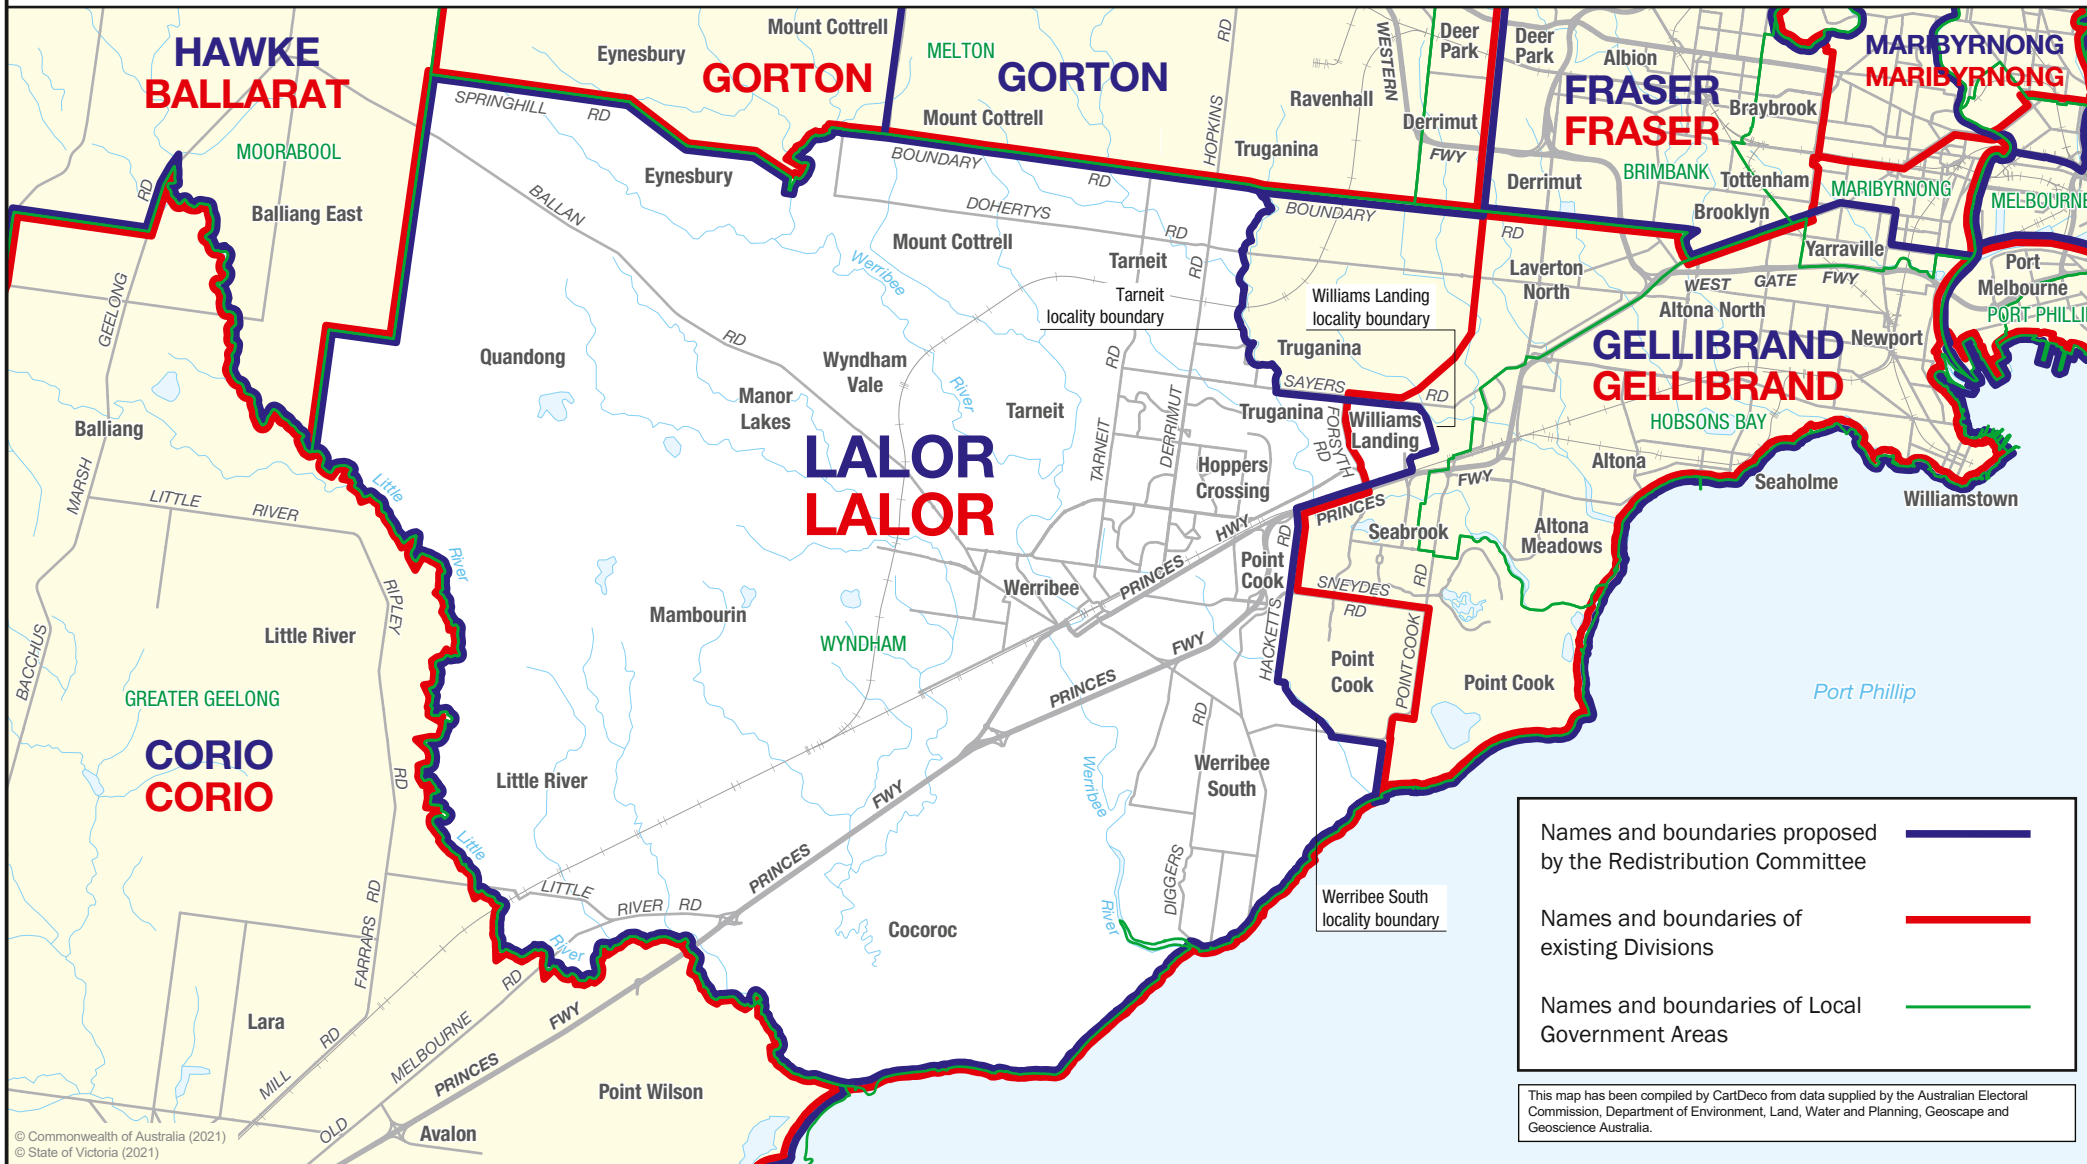 HAWKE
BALLARAT
MOORABOOL
Balliang East
RD
GEELONG
Balliang
MARSH
LITTLE
RIVER
BACCHUS
RIPLEY
RD
Little River
GREATER GEELONG
CORIO
CORIO
FARRARS
RD
Lara
MILL
RD
OLD
MELBOURNE
RD
PRINCES
FWY
Avalon
Point Wilson
© Commonwealth of Australia (2021)
© State of Victoria (2021)
Eynesbury
Mount Cottrell
GORTON
MELTON
GORTON
Mount Cottrell
SPRINGHILL
RD
Eynesbury
BOUNDARY
RD
DOHERTYS
RD
BALLAN
RD
Mount Cottrell
Werribee
River
Tarneit
RD
HOPKINS
RD
Tarneit
locality boundary
Quandong
Wyndham
Vale
Manor
Lakes
Tarneit
LALOR
LALOR
TARNEIT
RD
DERRIMUT
Hoppers
Crossing
Werribee
PRINCES
HWY
Mambourin
WYNDHAM
Little River
Little
River
Little
River
LITTLE
RIVER
RD
PRINCES
FWY
PRINCES
FWY
Cocoroc
Werribee
River
DIGGERS
RD
Werribee
South
Werribee South
locality boundary
RD
WESTERN
FWY
Deer
Park
Ravenhall
Derrimut
Truganina
BOUNDARY
RD
Williams Landing
locality boundary
Truganina
SAYERS
RD
Truganina
FORSYTH
RD
Williams
Landing
PRINCES
FWY
Point
Cook
HACKETTS
RD
SNEYDES
RD
Seabrook
Point
Cook
POINT COOK
RD
Point Cook
Deer
Park
Albion
FRASER
FRASER
Derrimut
BRIMBANK
Braybrook
Tottenham
Brooklyn
MARIBYRNONG
MARIBYRNONG
MARIBYRNONG
MELBOURNE
Yarraville
Laverton
North
WEST
GATE
FWY
Altona North
Newport
Port
Melbourne
PORT PHILLIP
GELLIBRAND
GELLIBRAND
HOBSONS BAY
Altona
Seaholme
Williamstown
Altona
Meadows
Port Phillip
Names and boundaries proposed
by the Redistribution Committee
Names and boundaries of
existing Divisions
Names and boundaries of Local
Government Areas
This map has been compiled by CartDeco from data supplied by the Australian Electoral
Commission, Department of Environment, Land, Water and Planning, Geoscape and
Geoscience Australia.